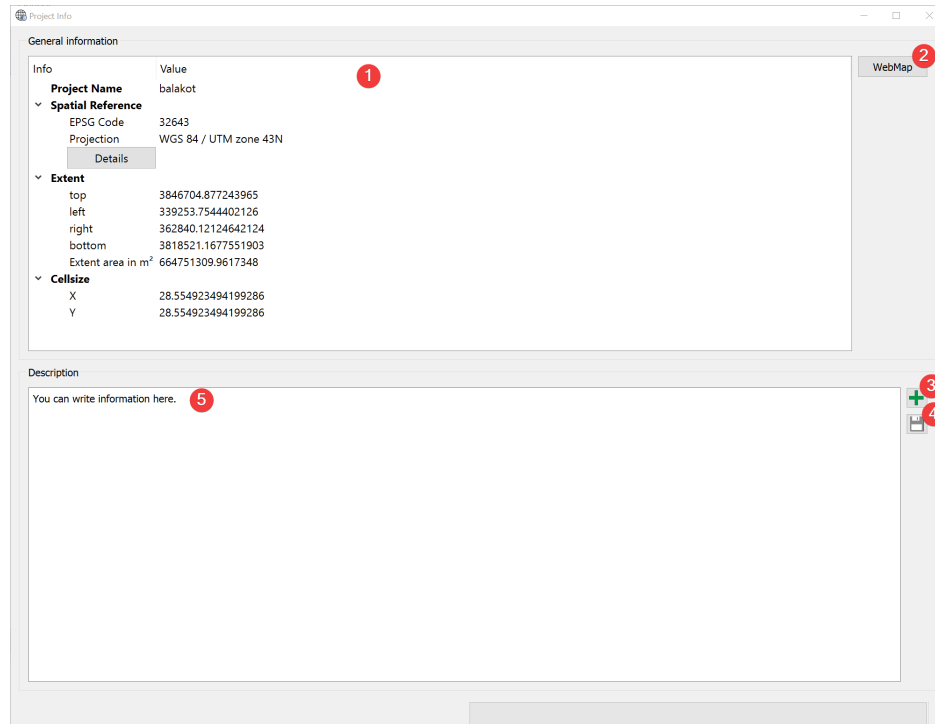 Project Info
General information
Info Value
1
2
WebMap
Project Name balakot
Spatial Reference
EPSG Code 32643
Projection WGS 84 / UTM zone 43N
Details
Extent
top 3846704.877243965
left 339253.7544402126
right 362840.12124642124
bottom 3818521.1677551903
Extent area in m² 664751309.9617348
Cellsize
X 28.554923494199286
Y 28.554923494199286
Description
You can write information here.
5
3
4